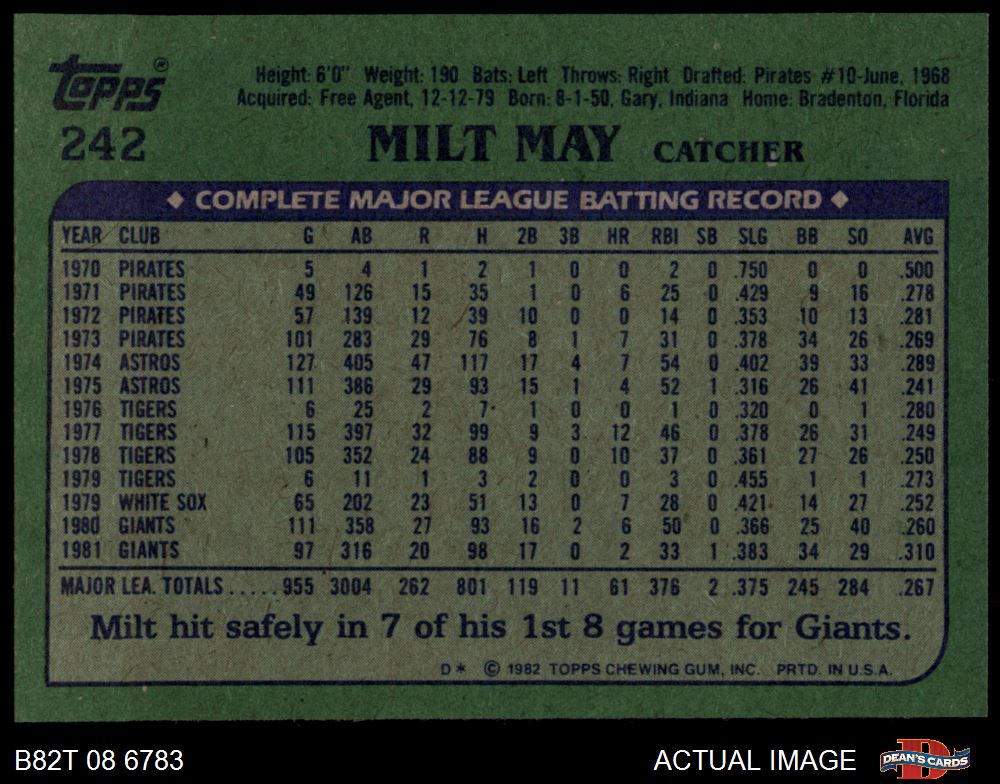 Topps®
Height: 6'0" Weight: 190 Bats: Left Throws: Right Drafted: Pirates #10-June, 1968
Acquired: Free Agent, 12-12-79 Born: 8-1-50, Gary, Indiana Home: Bradenton, Florida
242 MILT MAY CATCHER
◆ COMPLETE MAJOR LEAGUE BATTING RECORD ◆
YEAR CLUB G AB R H 2B 3B HR RBI SB SLG BB SO AVG
1970 PIRATES 5 4 1 2 1 0 0 2 0 .750 0 0 .500
1971 PIRATES 49 126 15 35 1 0 6 25 0 .429 9 16 .278
1972 PIRATES 57 139 12 39 10 0 0 14 0 .353 10 13 .281
1973 PIRATES 101 283 29 76 8 1 7 31 0 .378 34 26 .269
1974 ASTROS 127 405 47 117 17 4 7 54 0 .402 39 33 .289
1975 ASTROS 111 386 29 93 15 1 4 52 1 .316 26 41 .241
1976 TIGERS 6 25 2 7 1 0 0 1 0 .320 0 1 .280
1977 TIGERS 115 397 32 99 9 3 12 46 0 .378 26 31 .249
1978 TIGERS 105 352 24 88 9 0 10 37 0 .361 27 26 .250
1979 TIGERS 6 11 1 3 2 0 0 3 0 .455 1 1 .273
1979 WHITE SOX 65 202 23 51 13 0 7 28 0 .421 14 27 .252
1980 GIANTS 111 358 27 93 16 2 6 50 0 .366 25 40 .260
1981 GIANTS 97 316 20 98 17 0 2 33 1 .383 34 29 .310
MAJOR LEA. TOTALS ..... 955 3004 262 801 119 11 61 376 2 .375 245 284 .267
Milt hit safely in 7 of his 1st 8 games for Giants.
D* © 1982 TOPPS CHEWING GUM, INC. PRTD. IN U.S.A.
B82T 08 6783 ACTUAL IMAGE DEAN'S CARDS